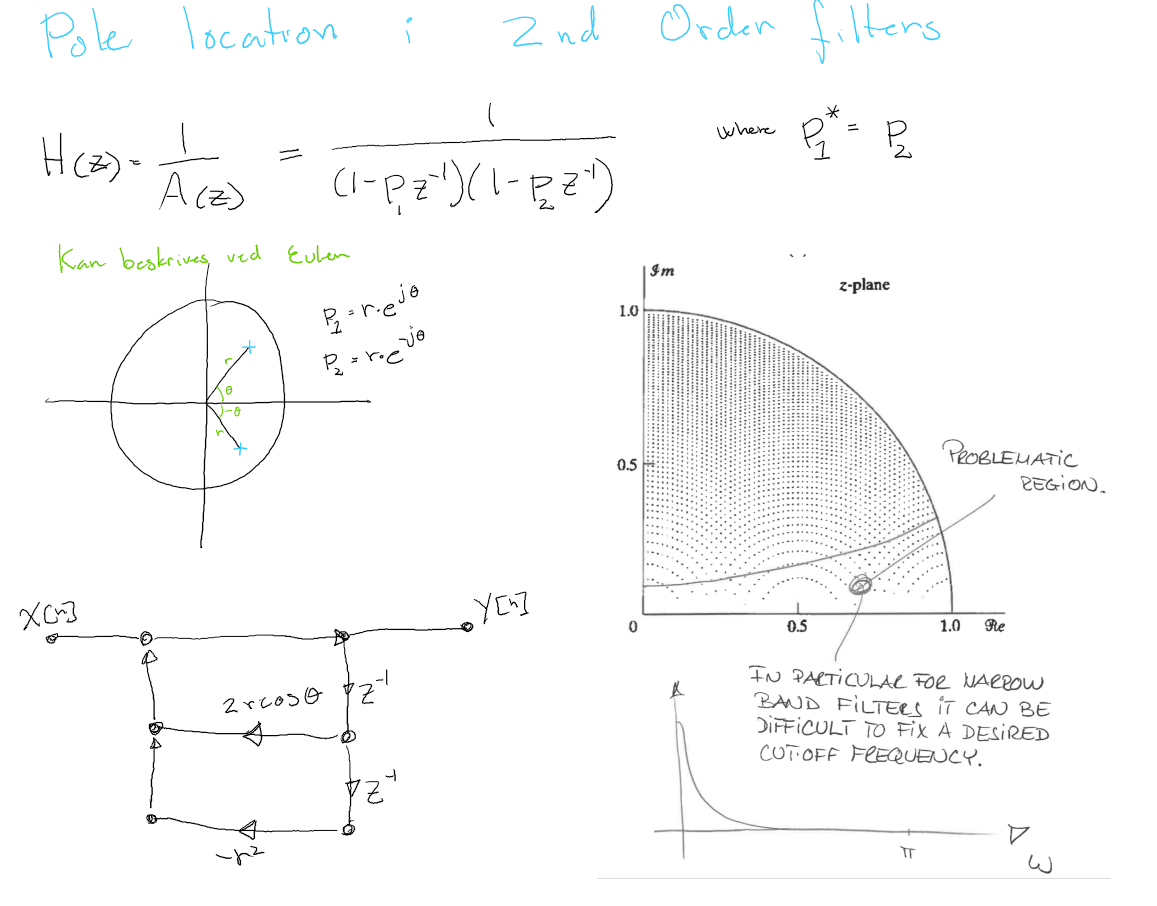 Pole location i 2nd Order filters
H(z) = 1 / A(z) = 1 / (1-P₁z⁻¹)(1-P₂z⁻¹)
where P₁* = P₂
Kan beskrives ved Euler
P₁ = r·e^jθ
P₂ = r·e^-jθ
r
θ
-θ
r
Im
z-plane
1.0
0.5
0
0.5
1.0
Re
PROBLEMATIC
REGION.
X[n]
Y[n]
z⁻¹
2rcosθ
z⁻¹
-r²
IN PARTICULAR FOR NARROW
BAND FILTERS IT CAN BE
DIFFICULT TO FIX A DESIRED
CUT-OFF FREQUENCY.
π
ω